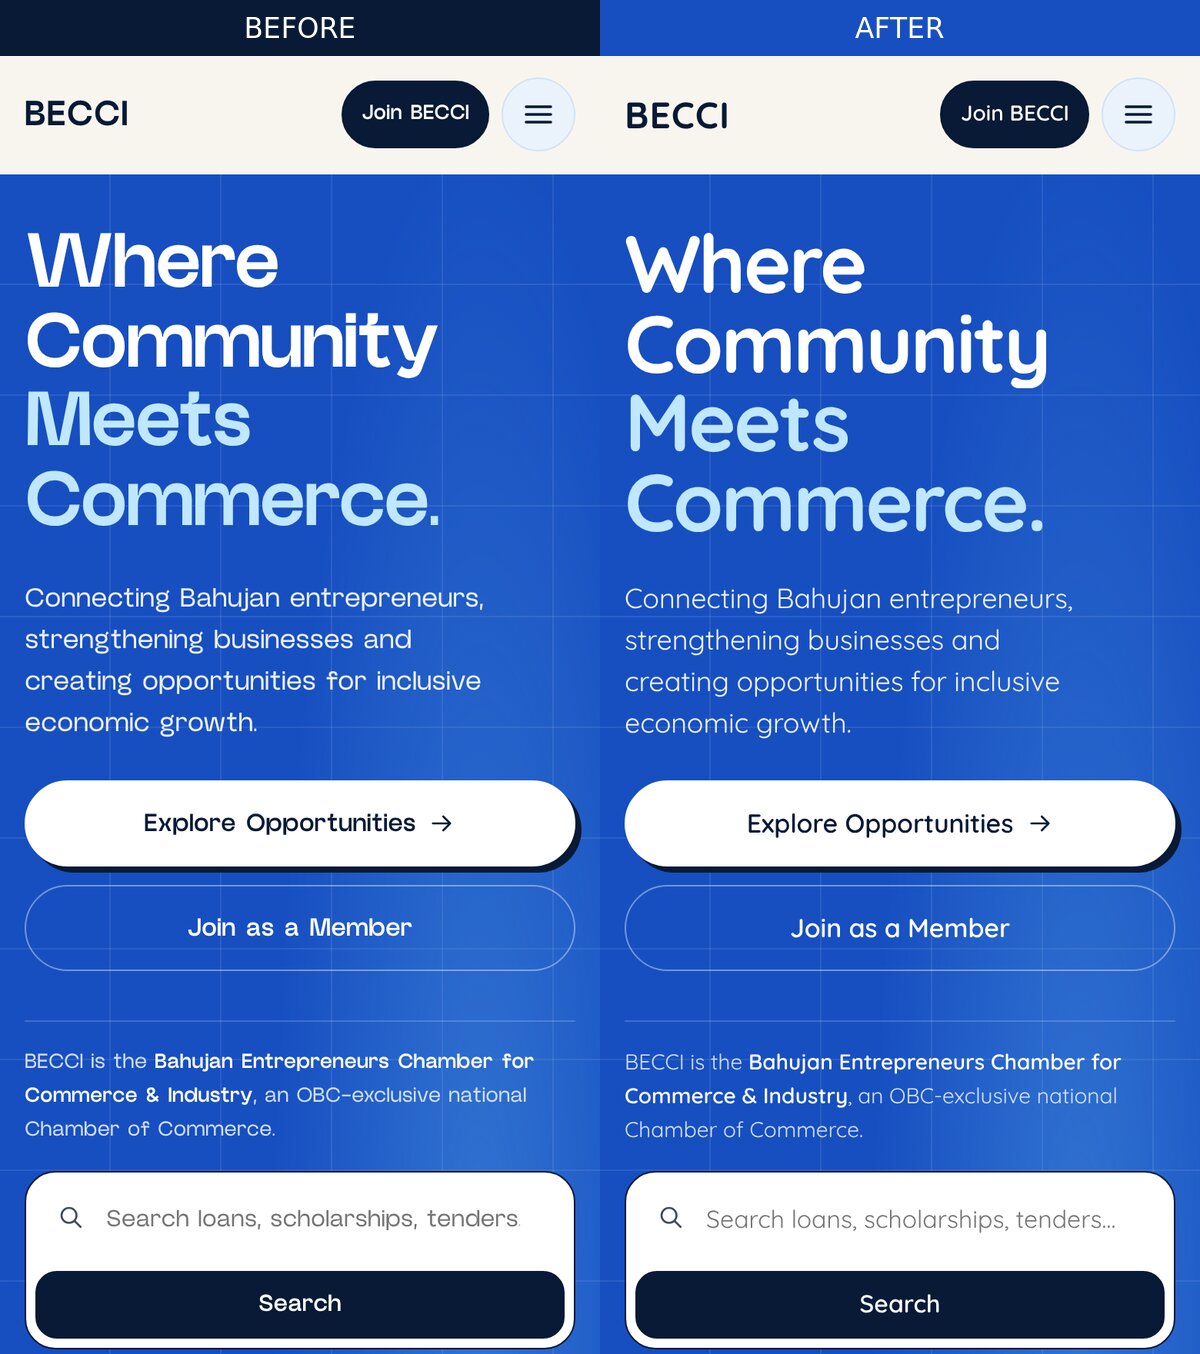 BEFORE
BECCI
Join BECCI
Where
Community
Meets
Commerce.
Connecting Bahujan entrepreneurs,
strengthening businesses and
creating opportunities for inclusive
economic growth.
Explore Opportunities →
Join as a Member
BECCI is the Bahujan Entrepreneurs Chamber for
Commerce & Industry, an OBC-exclusive national
Chamber of Commerce.
Search loans, scholarships, tenders.
Search
AFTER
BECCI
Join BECCI
Where
Community
Meets
Commerce.
Connecting Bahujan entrepreneurs,
strengthening businesses and
creating opportunities for inclusive
economic growth.
Explore Opportunities →
Join as a Member
BECCI is the Bahujan Entrepreneurs Chamber for
Commerce & Industry, an OBC-exclusive national
Chamber of Commerce.
Search loans, scholarships, tenders...
Search